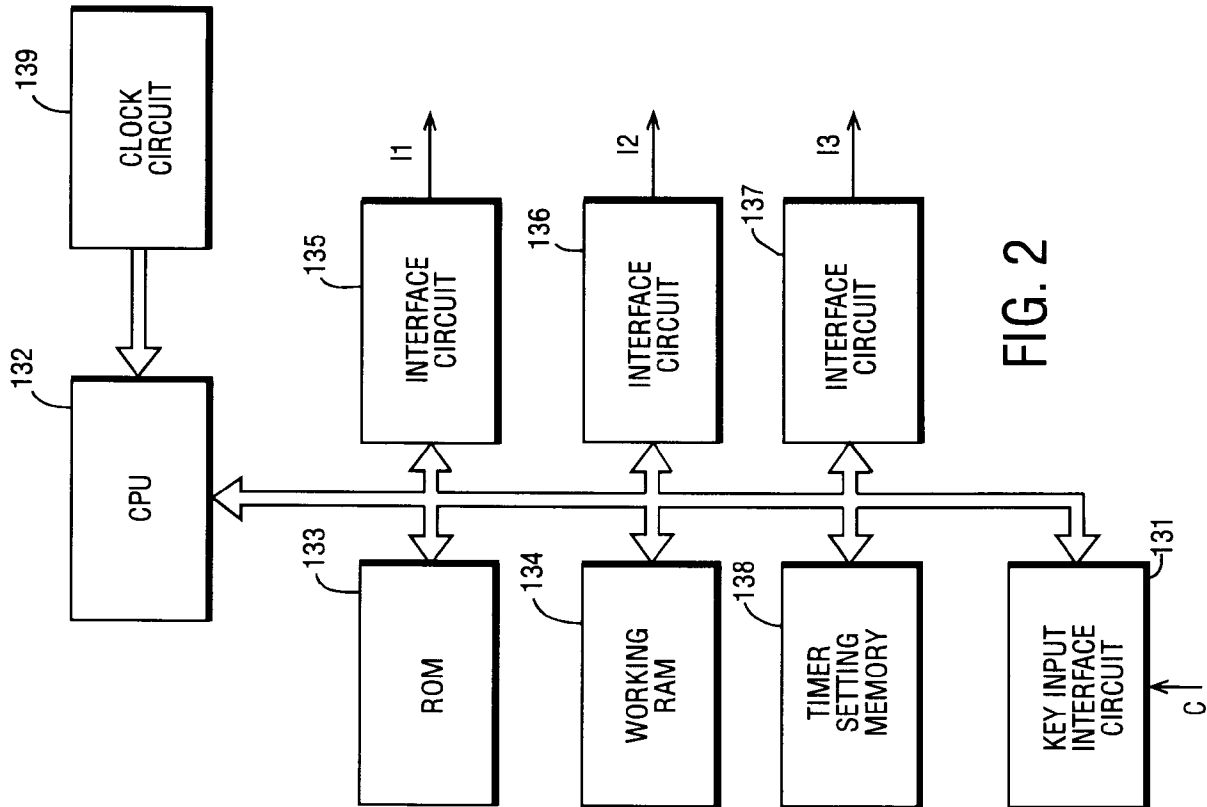 139
CLOCK
CIRCUIT
132
CPU
135
INTERFACE
CIRCUIT
I1
133
ROM
136
INTERFACE
CIRCUIT
I2
134
WORKING
RAM
137
INTERFACE
CIRCUIT
I3
138
TIMER
SETTING
MEMORY
131
KEY INPUT
INTERFACE
CIRCUIT
C
FIG. 2